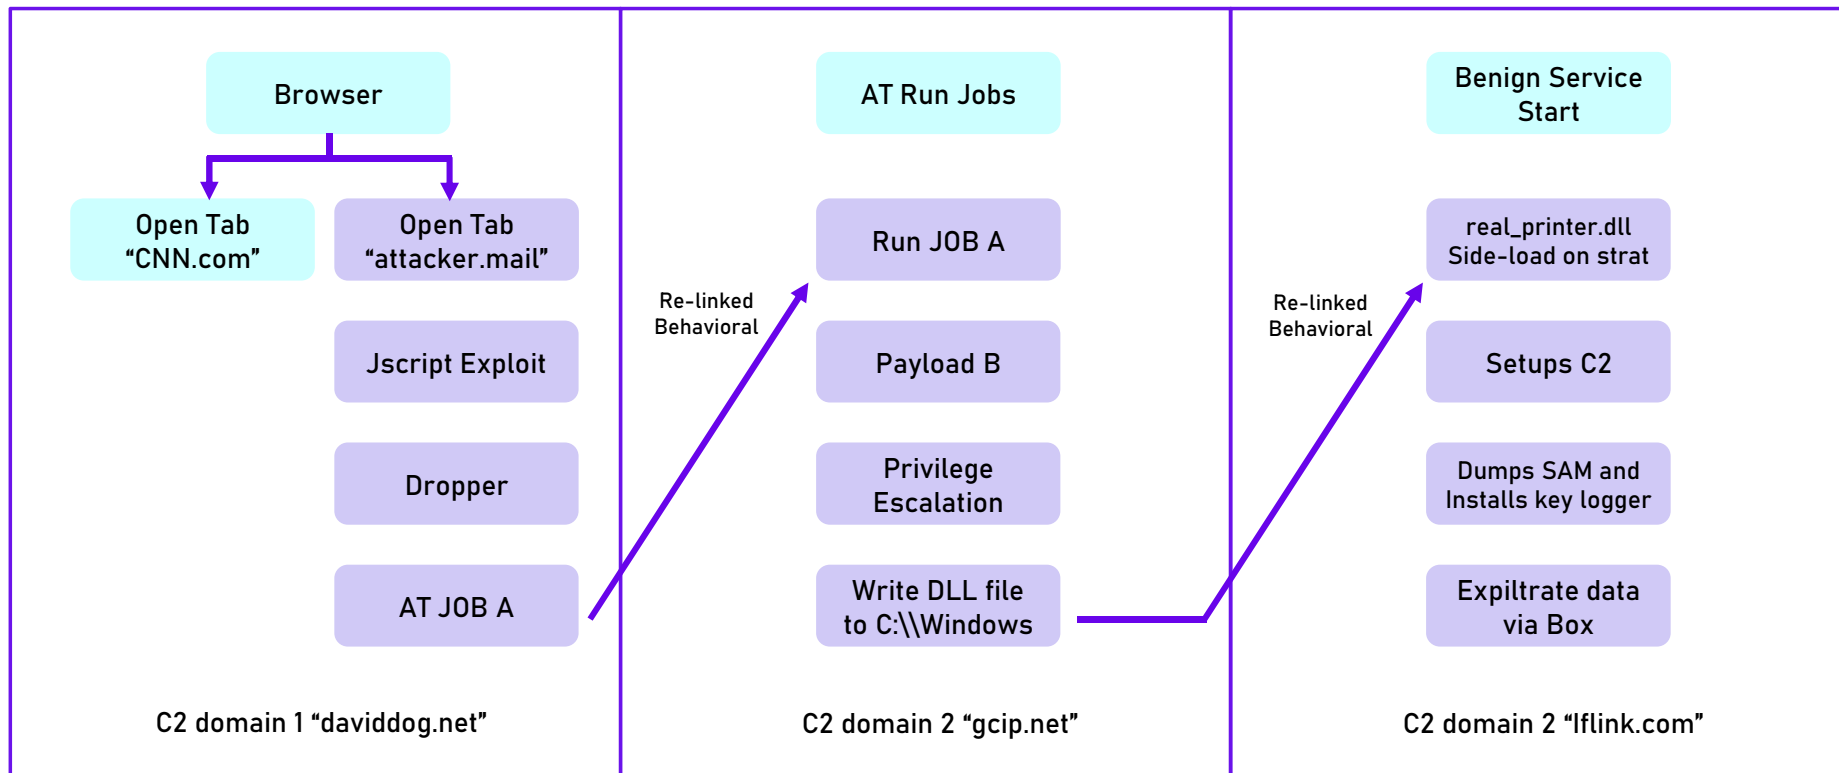 Browser
Open Tab
“CNN.com”
Open Tab
“attacker.mail”
Jscript Exploit
Dropper
AT JOB A
C2 domain 1 “daviddog.net”
Re-linked
Behavioral
AT Run Jobs
Run JOB A
Payload B
Privilege
Escalation
Write DLL file
to C:\\Windows
C2 domain 2 “gcip.net”
Re-linked
Behavioral
Benign Service
Start
real_printer.dll
Side-load on strat
Setups C2
Dumps SAM and
Installs key logger
Expiltrate data
via Box
C2 domain 2 “Iflink.com”